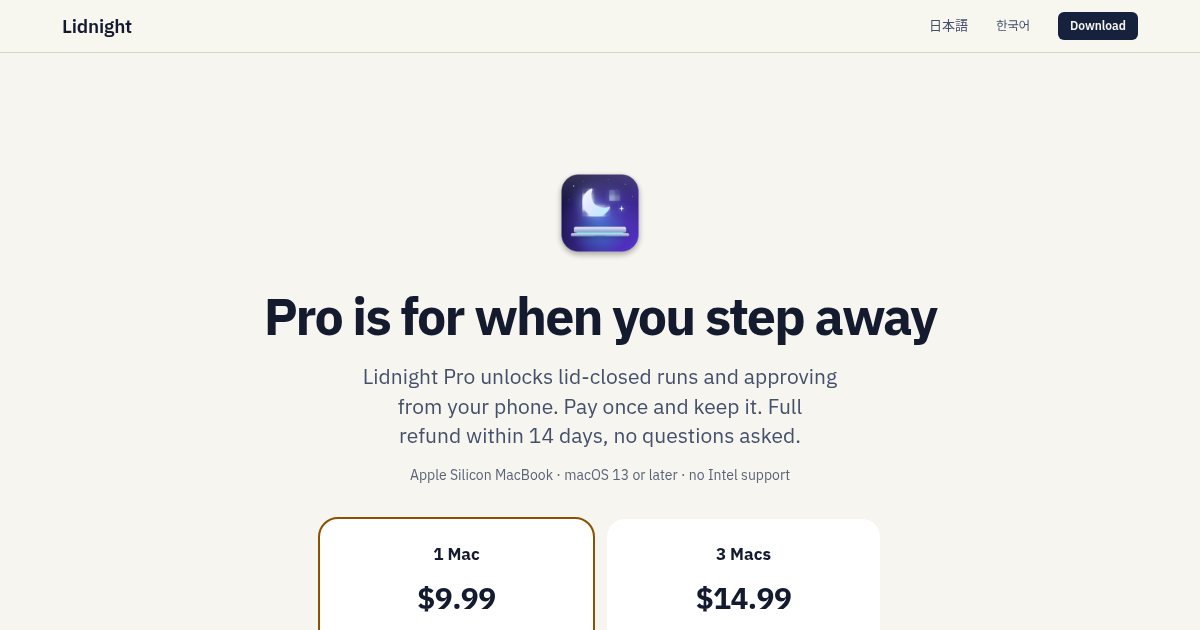 Lidnight
日本語
한국어
Download
Pro is for when you step away
Lidnight Pro unlocks lid-closed runs and approving
from your phone. Pay once and keep it. Full
refund within 14 days, no questions asked.
Apple Silicon MacBook · macOS 13 or later · no Intel support
1 Mac
3 Macs
$9.99
$14.99